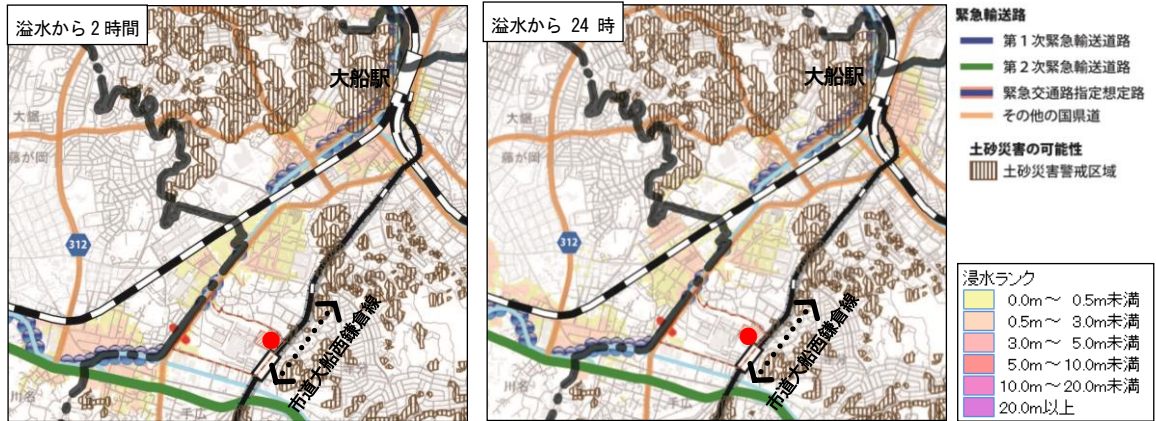 溢水から2時間
大船駅
大鋸
藤が岡
312
市道大船西鎌倉線
川名
手広
溢水から 24 時
大船駅
大鋸
藤が岡
312
市道大船西鎌倉線
川名
手広
緊急輸送路
第1次緊急輸送道路
第2次緊急輸送道路
緊急交通路指定想定路
その他の国県道
土砂災害の可能性
土砂災害警戒区域
浸水ランク
0.0m~ 0.5m未満
0.5m~ 3.0m未満
3.0m~ 5.0m未満
5.0m~10.0m未満
10.0m~20.0m未満
20.0m以上